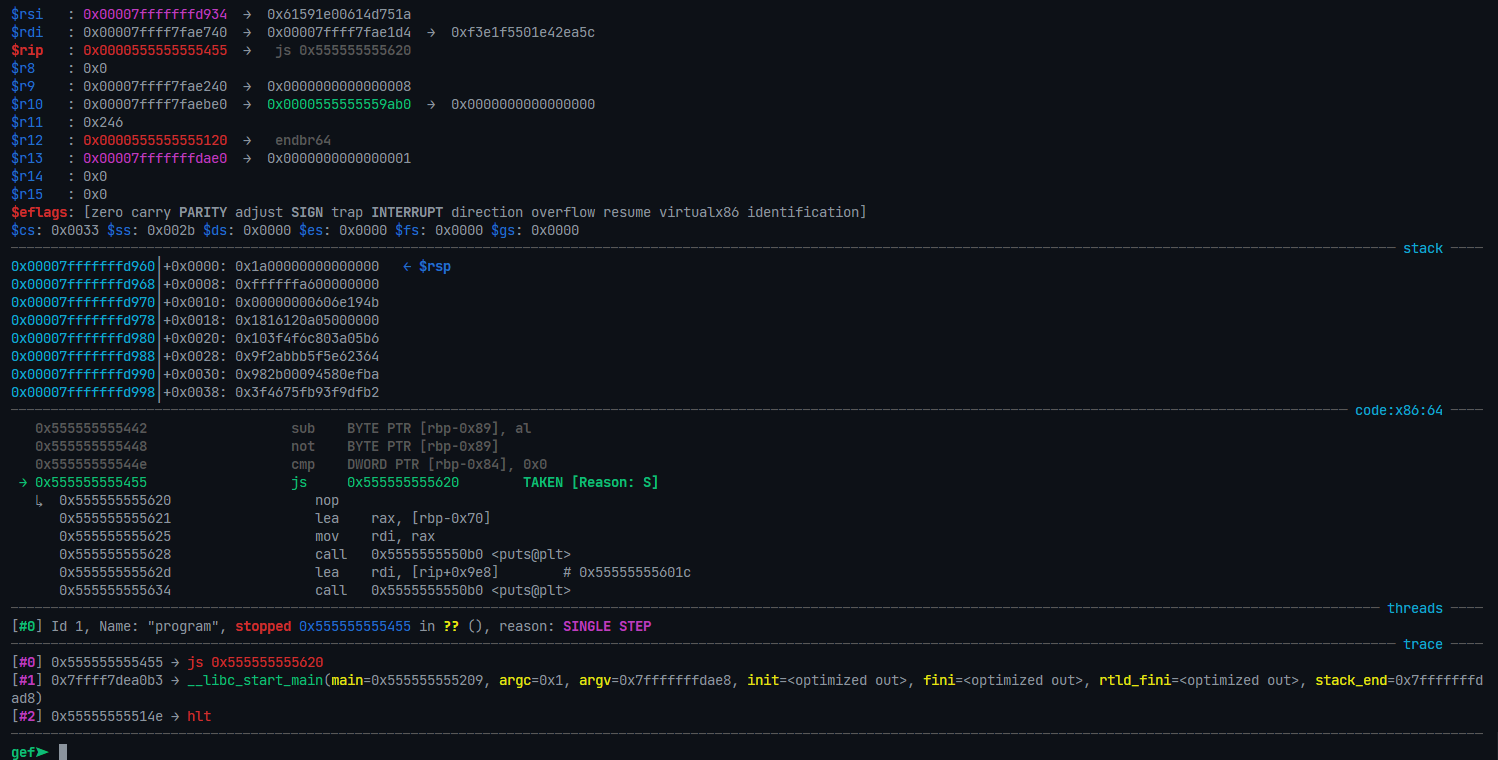 $rsi   : 0x00007fffffffd934  →  0x61591e00614d751a
$rdi   : 0x00007ffff7fae740  →  0x00007ffff7fae1d4  →  0xf3e1f5501e42ea5c
$rip   : 0x0000555555555455  →   js 0x555555555620
$r8    : 0x0
$r9    : 0x00007ffff7fae240  →  0x0000000000000008
$r10   : 0x00007ffff7faebe0  →  0x0000555555559ab0  →  0x0000000000000000
$r11   : 0x246
$r12   : 0x0000555555555120  →   endbr64
$r13   : 0x00007fffffffdae0  →  0x0000000000000001
$r14   : 0x0
$r15   : 0x0
$eflags: [zero carry PARITY adjust SIGN trap INTERRUPT direction overflow resume virtualx86 identification]
$cs: 0x0033 $ss: 0x002b $ds: 0x0000 $es: 0x0000 $fs: 0x0000 $gs: 0x0000
stack
0x00007fffffffd960│+0x0000: 0x1a00000000000000   ← $rsp
0x00007fffffffd968│+0x0008: 0xffffffa600000000
0x00007fffffffd970│+0x0010: 0x00000000606e194b
0x00007fffffffd978│+0x0018: 0x1816120a05000000
0x00007fffffffd980│+0x0020: 0x103f4f6c803a05b6
0x00007fffffffd988│+0x0028: 0x9f2abbb5f5e62364
0x00007fffffffd990│+0x0030: 0x982b00094580efba
0x00007fffffffd998│+0x0038: 0x3f4675fb93f9dfb2
code:x86:64
0x555555555442                  sub    BYTE PTR [rbp-0x89], al
0x555555555448                  not    BYTE PTR [rbp-0x89]
0x55555555544e                  cmp    DWORD PTR [rbp-0x84], 0x0
→ 0x555555555455                  js     0x555555555620        TAKEN [Reason: S]
↳  0x555555555620                  nop
0x555555555621                  lea    rax, [rbp-0x70]
0x555555555625                  mov    rdi, rax
0x555555555628                  call   0x5555555550b0 <puts@plt>
0x55555555562d                  lea    rdi, [rip+0x9e8]        # 0x55555555601c
0x555555555634                  call   0x5555555550b0 <puts@plt>
threads
[#0] Id 1, Name: "program", stopped 0x555555555455 in ?? (), reason: SINGLE STEP
trace
[#0] 0x555555555455 → js 0x555555555620
[#1] 0x7ffff7dea0b3 → __libc_start_main(main=0x555555555209, argc=0x1, argv=0x7fffffffdae8, init=<optimized out>, fini=<optimized out>, rtld_fini=<optimized out>, stack_end=0x7fffffffd
ad8)
[#2] 0x55555555514e → hlt
gef➤